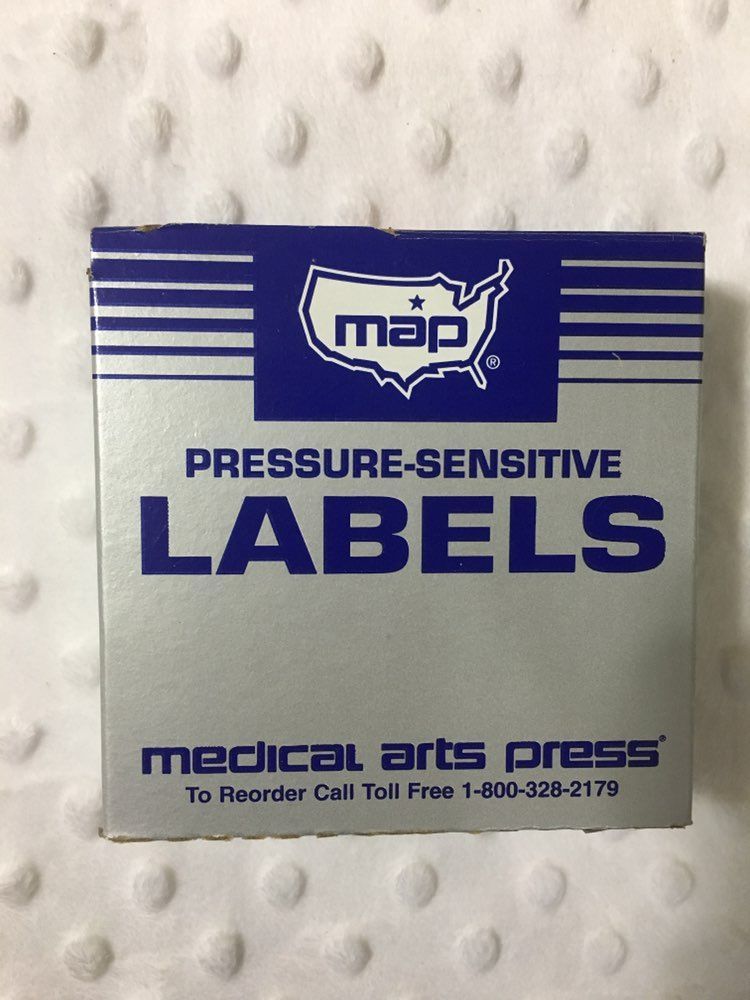 map®
PRESSURE-SENSITIVE
LABELS
medical arts press®
To Reorder Call Toll Free 1-800-328-2179